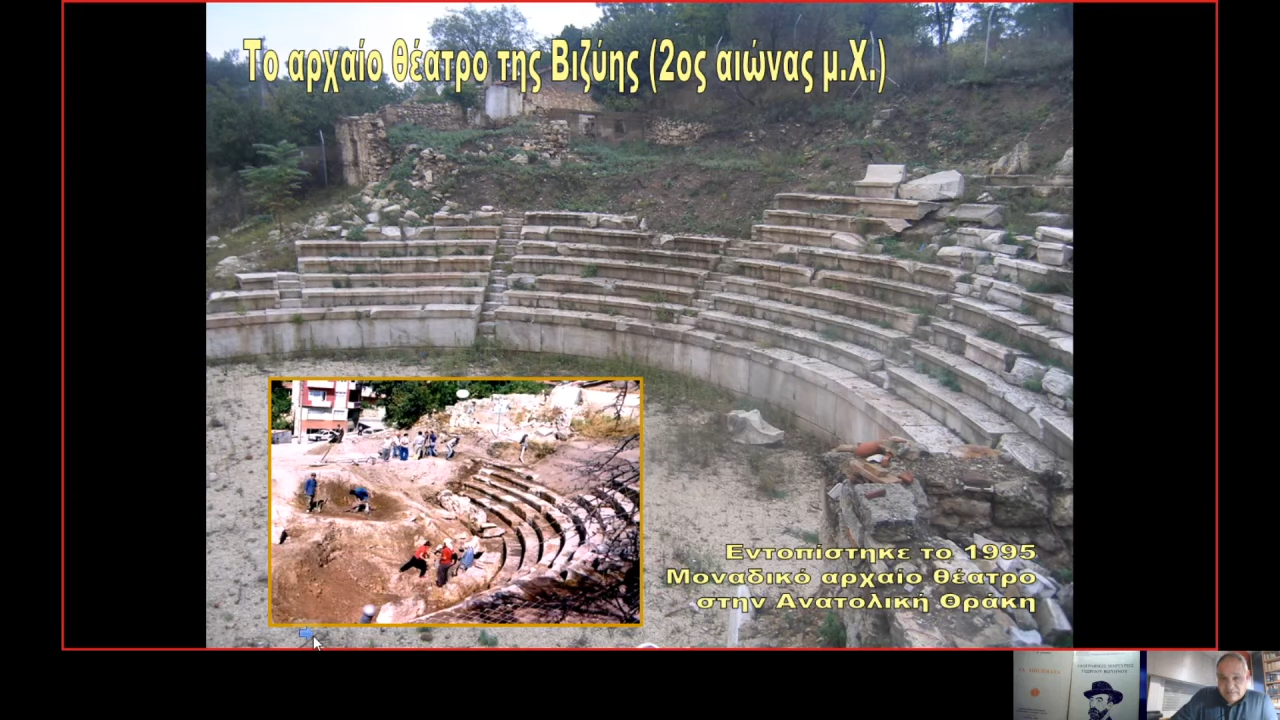 Το αρχαίο θέατρο της Βιζύης (2ος αιώνας μ.Χ.)
Εντοπίστηκε το 1995
Μοναδικό αρχαίο θέατρο
στην Ανατολική Θράκη